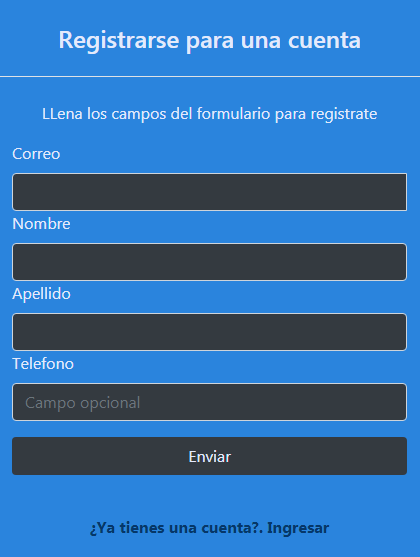 Registrarse para una cuenta
LLena los campos del formulario para registrate
Correo
Nombre
Apellido
Telefono
Campo opcional
Enviar
¿Ya tienes una cuenta?. Ingresar